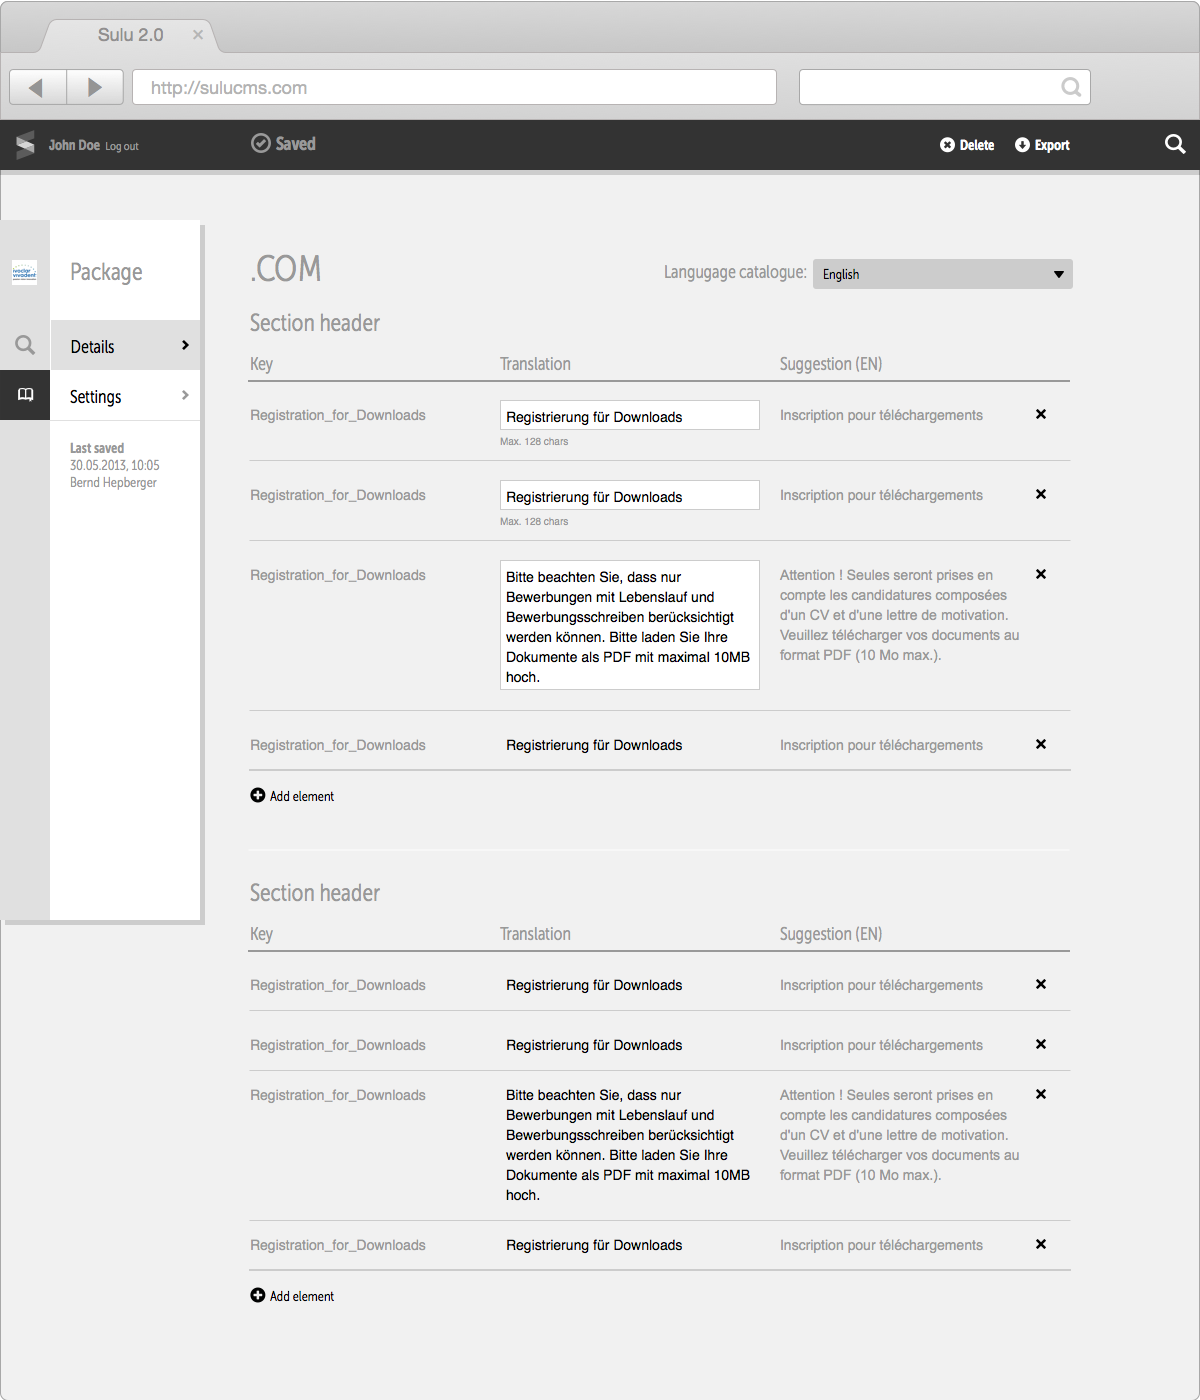 Sulu 2.0
http://sulucms.com
John Doe Log out
Saved
Delete
Export
ivoclar
vivadent
Package
Details
Settings
Last saved
30.05.2013, 10:05
Bernd Hepberger
.COM
Langugage catalogue: English
Section header
Key Translation Suggestion (EN)
Registration_for_Downloads Registrierung für Downloads Inscription pour téléchargements
Max. 128 chars
Registration_for_Downloads Registrierung für Downloads Inscription pour téléchargements
Max. 128 chars
Registration_for_Downloads
Bitte beachten Sie, dass nur
Bewerbungen mit Lebenslauf und
Bewerbungsschreiben berücksichtigt
werden können. Bitte laden Sie Ihre
Dokumente als PDF mit maximal 10MB
hoch.
Attention ! Seules seront prises en
compte les candidatures composées
d'un CV et d'une lettre de motivation.
Veuillez télécharger vos documents au
format PDF (10 Mo max.).
Registration_for_Downloads Registrierung für Downloads Inscription pour téléchargements
Add element
Section header
Key Translation Suggestion (EN)
Registration_for_Downloads Registrierung für Downloads Inscription pour téléchargements
Registration_for_Downloads Registrierung für Downloads Inscription pour téléchargements
Registration_for_Downloads
Bitte beachten Sie, dass nur
Bewerbungen mit Lebenslauf und
Bewerbungsschreiben berücksichtigt
werden können. Bitte laden Sie Ihre
Dokumente als PDF mit maximal 10MB
hoch.
Attention ! Seules seront prises en
compte les candidatures composées
d'un CV et d'une lettre de motivation.
Veuillez télécharger vos documents au
format PDF (10 Mo max.).
Registration_for_Downloads Registrierung für Downloads Inscription pour téléchargements
Add element